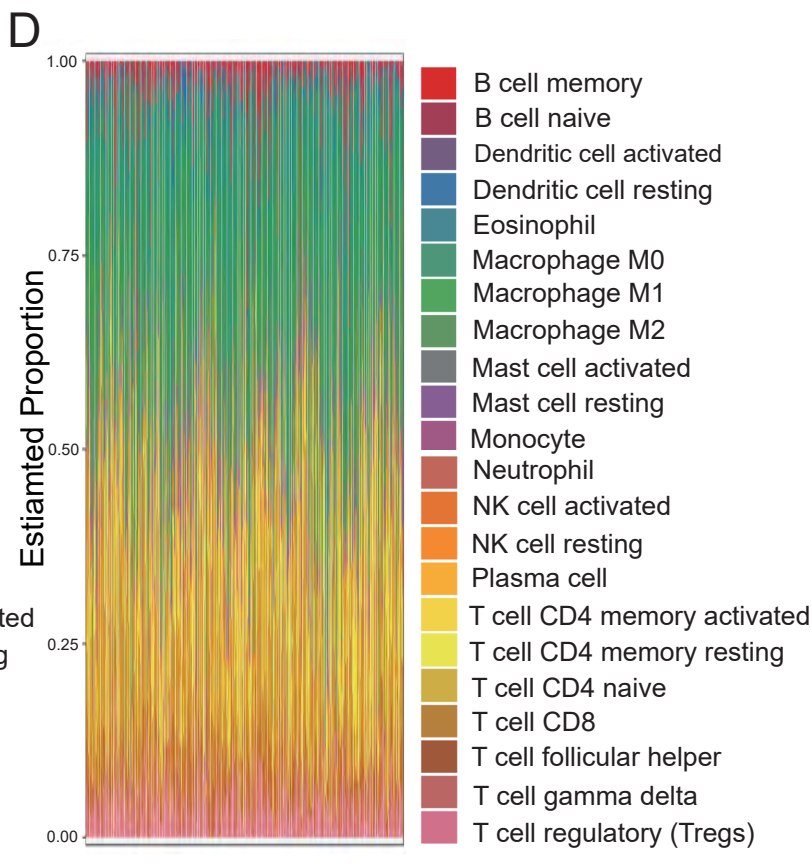 D
1.00
0.75
0.50
0.25
0.00
Estiamted Proportion
ted
g
B cell memory
B cell naive
Dendritic cell activated
Dendritic cell resting
Eosinophil
Macrophage M0
Macrophage M1
Macrophage M2
Mast cell activated
Mast cell resting
Monocyte
Neutrophil
NK cell activated
NK cell resting
Plasma cell
T cell CD4 memory activated
T cell CD4 memory resting
T cell CD4 naive
T cell CD8
T cell follicular helper
T cell gamma delta
T cell regulatory (Tregs)